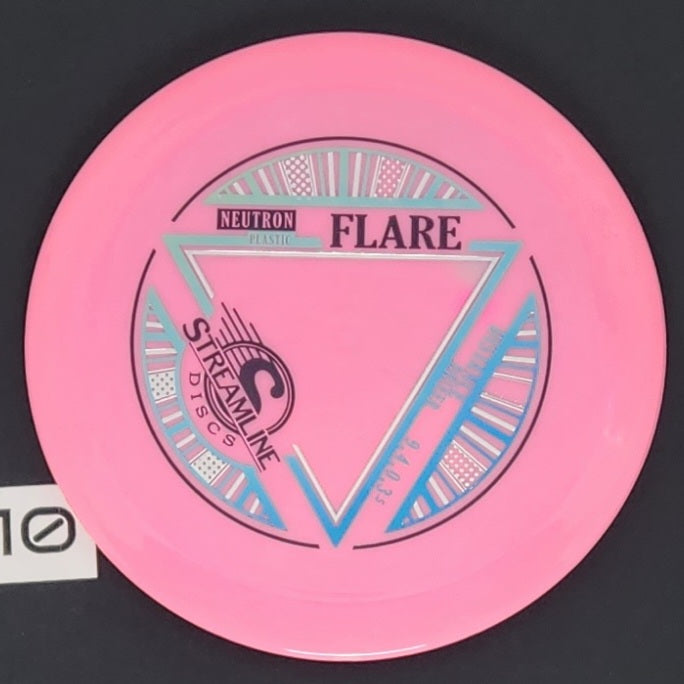 NEUTRON
PLASTIC
FLARE
STREAMLINE
DISCS
9,4,0,3.5
10